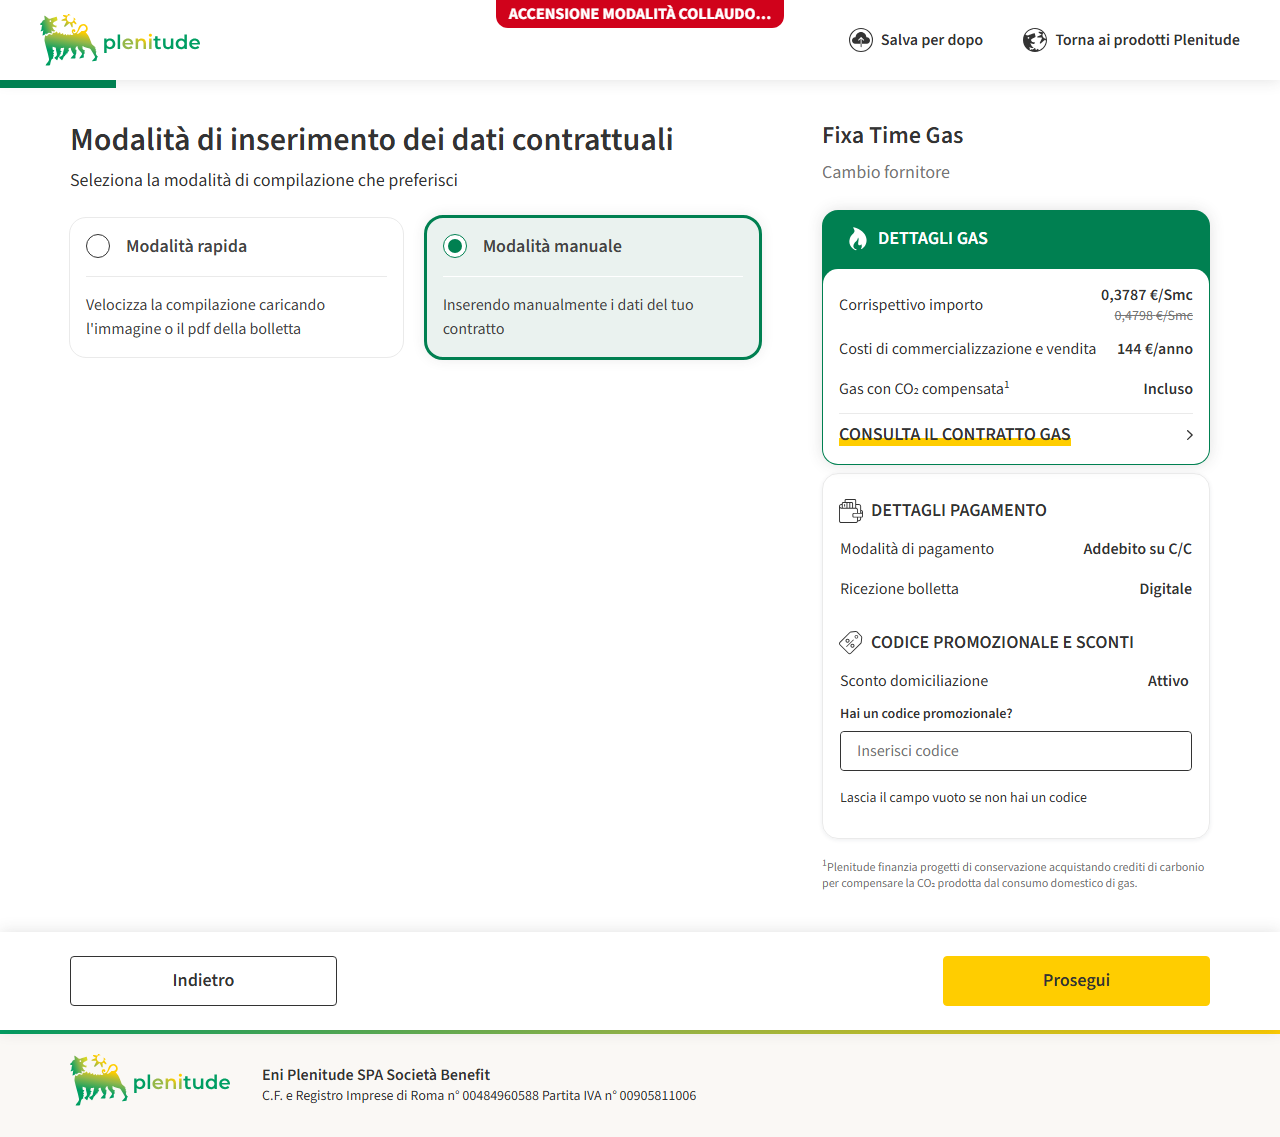 ACCENSIONE MODALITÀ COLLAUDO...
plenitude
Salva per dopo
Torna ai prodotti Plenitude
Modalità di inserimento dei dati contrattuali
Seleziona la modalità di compilazione che preferisci
Modalità rapida
Velocizza la compilazione caricando
l'immagine o il pdf della bolletta
Modalità manuale
Inserendo manualmente i dati del tuo
contratto
Fixa Time Gas
Cambio fornitore
DETTAGLI GAS
Corrispettivo importo 0,3787 €/Smc
0,4798 €/Smc
Costi di commercializzazione e vendita 144 €/anno
Gas con CO₂ compensata¹ Incluso
CONSULTA IL CONTRATTO GAS
DETTAGLI PAGAMENTO
Modalità di pagamento Addebito su C/C
Ricezione bolletta Digitale
CODICE PROMOZIONALE E SCONTI
Sconto domiciliazione Attivo
Hai un codice promozionale?
Inserisci codice
Lascia il campo vuoto se non hai un codice
¹Plenitude finanzia progetti di conservazione acquistando crediti di carbonio
per compensare la CO₂ prodotta dal consumo domestico di gas.
Indietro
Prosegui
plenitude
Eni Plenitude SPA Società Benefit
C.F. e Registro Imprese di Roma n° 00484960588 Partita IVA n° 00905811006